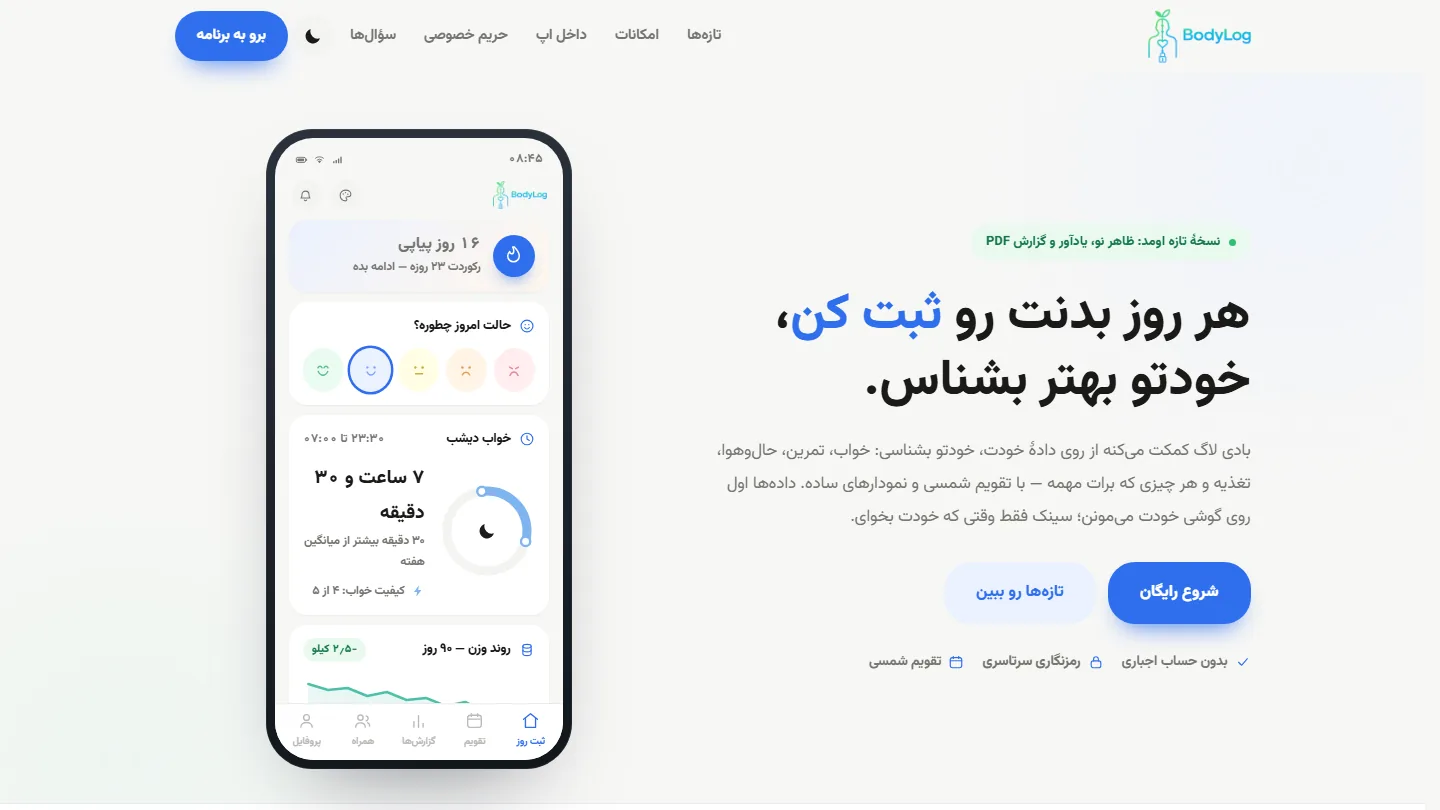 BodyLog
تازه‌ها
امکانات
داخل اپ
حریم خصوصی
سؤال‌ها
برو به برنامه
نسخهٔ تازه اومد: ظاهر نو، یادآور و گزارش PDF
هر روز بدنت رو ثبت کن،
خودتو بهتر بشناس.
بادی لاگ کمکت می‌کنه از روی دادهٔ خودت، خودتو بشناسی: خواب، تمرین، حال‌وهوا،
تغذیه و هر چیزی که برات مهمه — با تقویم شمسی و نمودارهای ساده. داده‌ها اول
روی گوشی خودت می‌مونن؛ سینک فقط وقتی که خودت بخوای.
شروع رایگان
تازه‌ها رو ببین
بدون حساب اجباری
رمزنگاری سرتاسری
تقویم شمسی
۰۸:۴۵
BodyLog
۱۶ روز پیاپی
رکوردت ۲۳ روزه — ادامه بده
حالت امروز چطوره؟
خواب دیشب
۲۳:۳۰ تا ۰۷:۰۰
۷ ساعت و ۳۰
دقیقه
۳۰ دقیقه بیشتر از میانگین
هفته
کیفیت خواب: ۴ از ۵
روند وزن — ۹۰ روز
-۲٫۵ کیلو
ثبت روز
تقویم
گزارش‌ها
همراه
پروفایل